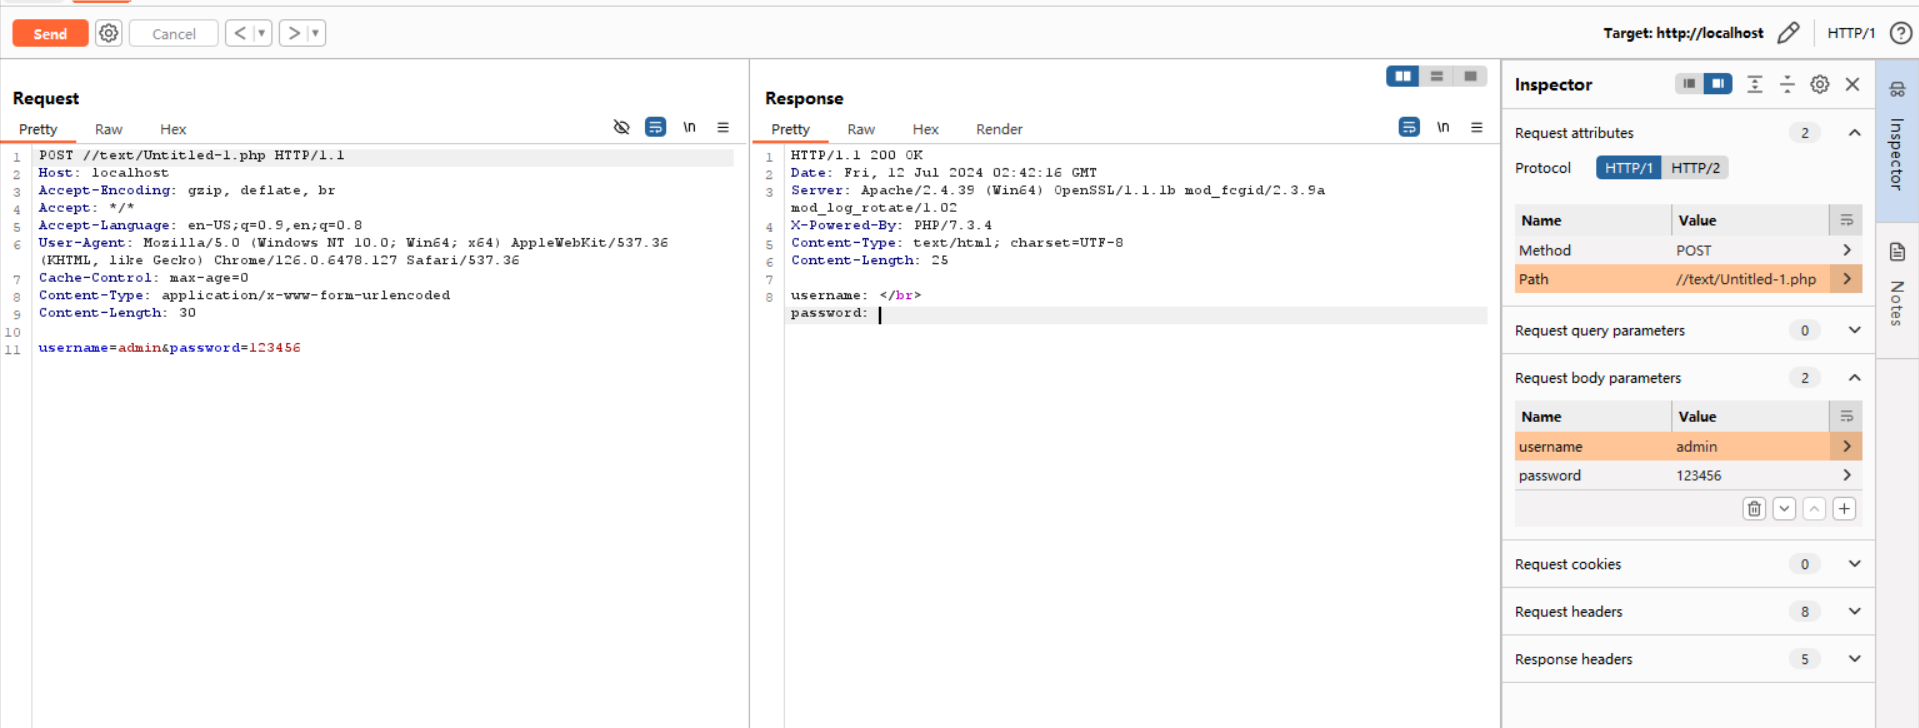 Send
Cancel
<
>
Target: http://localhost
HTTP/1
?
Request
Pretty
Raw
Hex
\n
1 POST //text/Untitled-1.php HTTP/1.1
2 Host: localhost
3 Accept-Encoding: gzip, deflate, br
4 Accept: */*
5 Accept-Language: en-US;q=0.9,en;q=0.8
6 User-Agent: Mozilla/5.0 (Windows NT 10.0; Win64; x64) AppleWebKit/537.36
(KHTML, like Gecko) Chrome/126.0.6478.127 Safari/537.36
7 Cache-Control: max-age=0
8 Content-Type: application/x-www-form-urlencoded
9 Content-Length: 30
10
11 username=admin&password=123456
Response
Pretty
Raw
Hex
Render
\n
1 HTTP/1.1 200 OK
2 Date: Fri, 12 Jul 2024 02:42:16 GMT
3 Server: Apache/2.4.39 (Win64) OpenSSL/1.1.1b mod_fcgid/2.3.9a
mod_log_rotate/1.02
4 X-Powered-By: PHP/7.3.4
5 Content-Type: text/html; charset=UTF-8
6 Content-Length: 25
7
8 username: </br>
password:
Inspector
Request attributes 2
Protocol HTTP/1 HTTP/2
Name Value
Method POST
Path //text/Untitled-1.php
Request query parameters 0
Request body parameters 2
Name Value
username admin
password 123456
Request cookies 0
Request headers 8
Response headers 5
Inspector
Notes